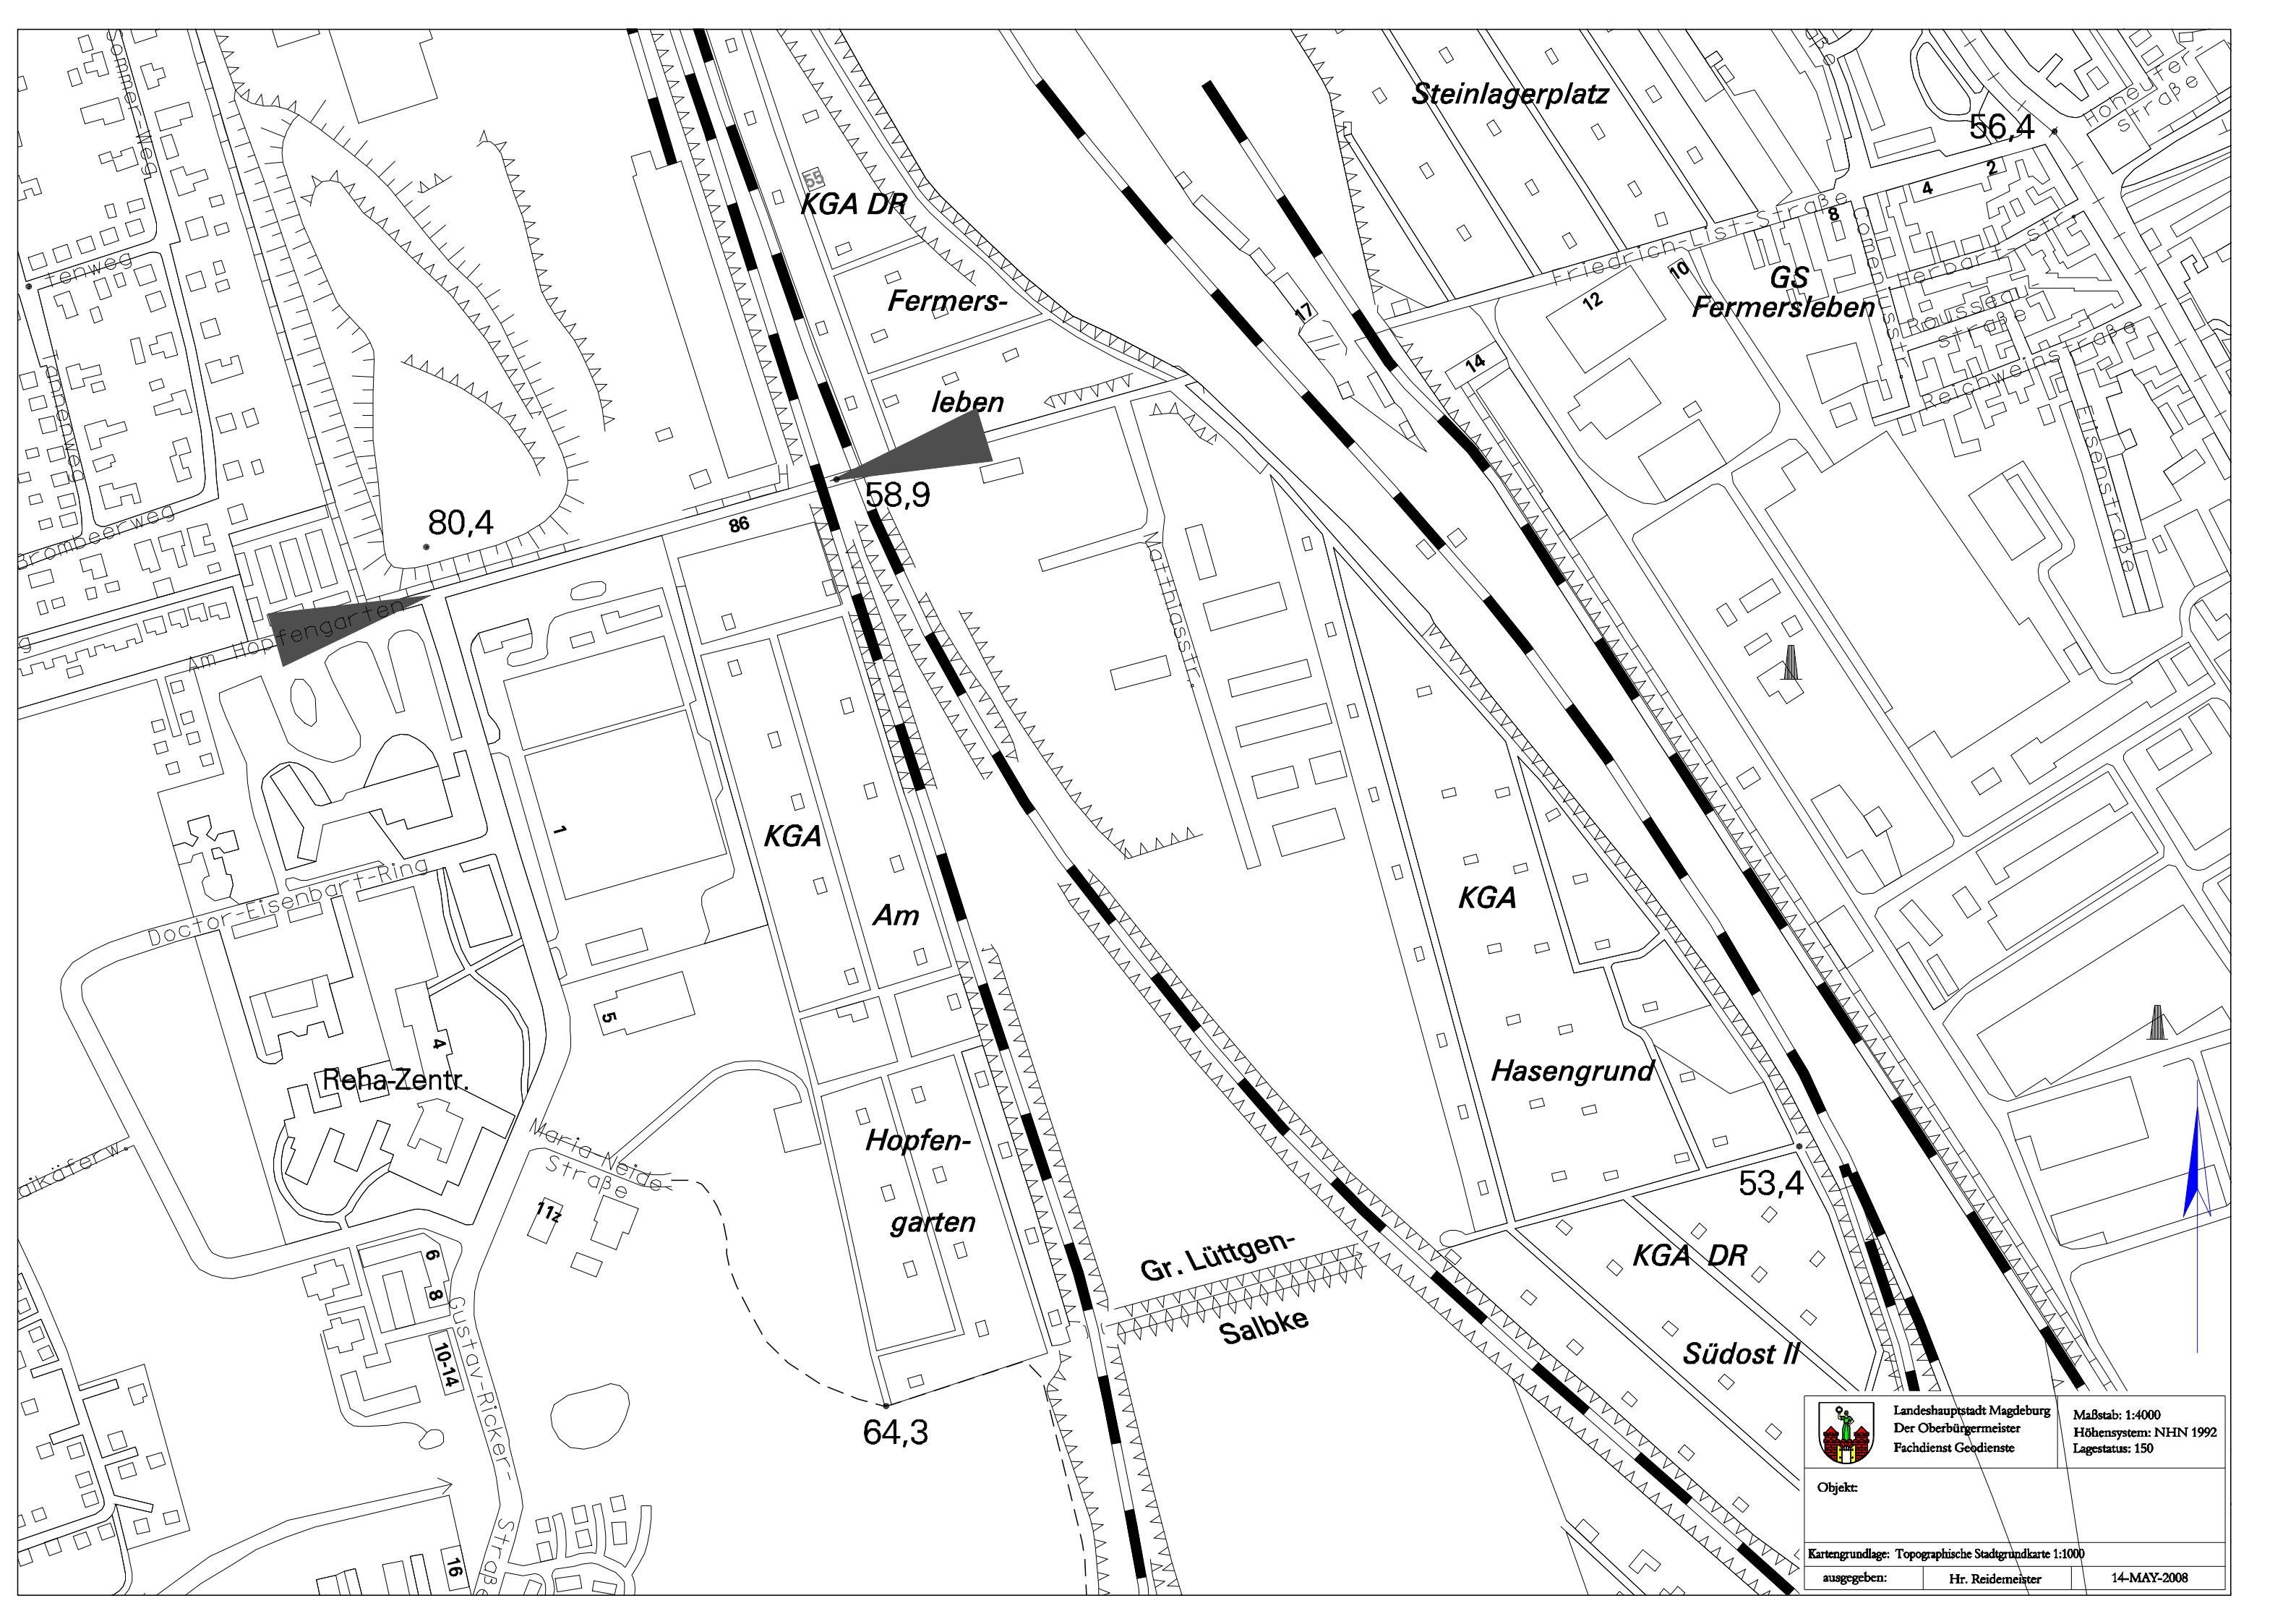 Steinlagerplatz
56,4
Hoheufer
straße
55
KGA DR
tenweg
Tannenweg
Fermers-
leben
17
Friedrich-List-Straße
2
4
8
10
12
14
GS
Fermersleben
Herbartstr.
Rousseau-
straße
Reichweinstraße
Eisenstraße
58,9
80,4
86
Brombeerweg
Am Hopfengarten
Matthiasstr.
1
KGA
Am
Hopfen-
garten
KGA
Hasengrund
Doctor-Eisenbart-Ring
5
4
Reha-Zentr.
Maria-Neide-
Straße
11z
6
8
10-14
Gustav-Ricker-
Straße
16
64,3
Gr. Lüttgen-
Salbke
53,4
KGA DR
Südost II
Landeshauptstadt Magdeburg
Der Oberbürgermeister
Fachdienst Geodienste
Maßstab: 1:4000
Höhensystem: NHN 1992
Lagestatus: 150
Objekt:
Kartengrundlage: Topographische Stadtgrundkarte 1:1000
ausgegeben:
Hr. Reidemeister
14-MAY-2008